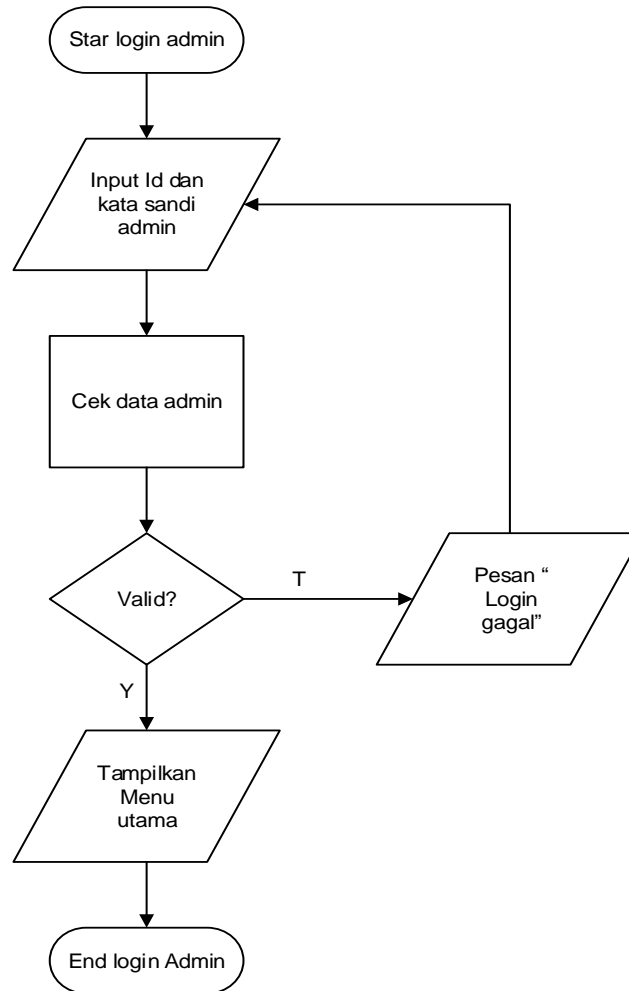 Star login admin
Input Id dan
kata sandi
admin
Cek data admin
Valid?
T
Pesan “
Login
gagal”
Y
Tampilkan
Menu
utama
End login Admin